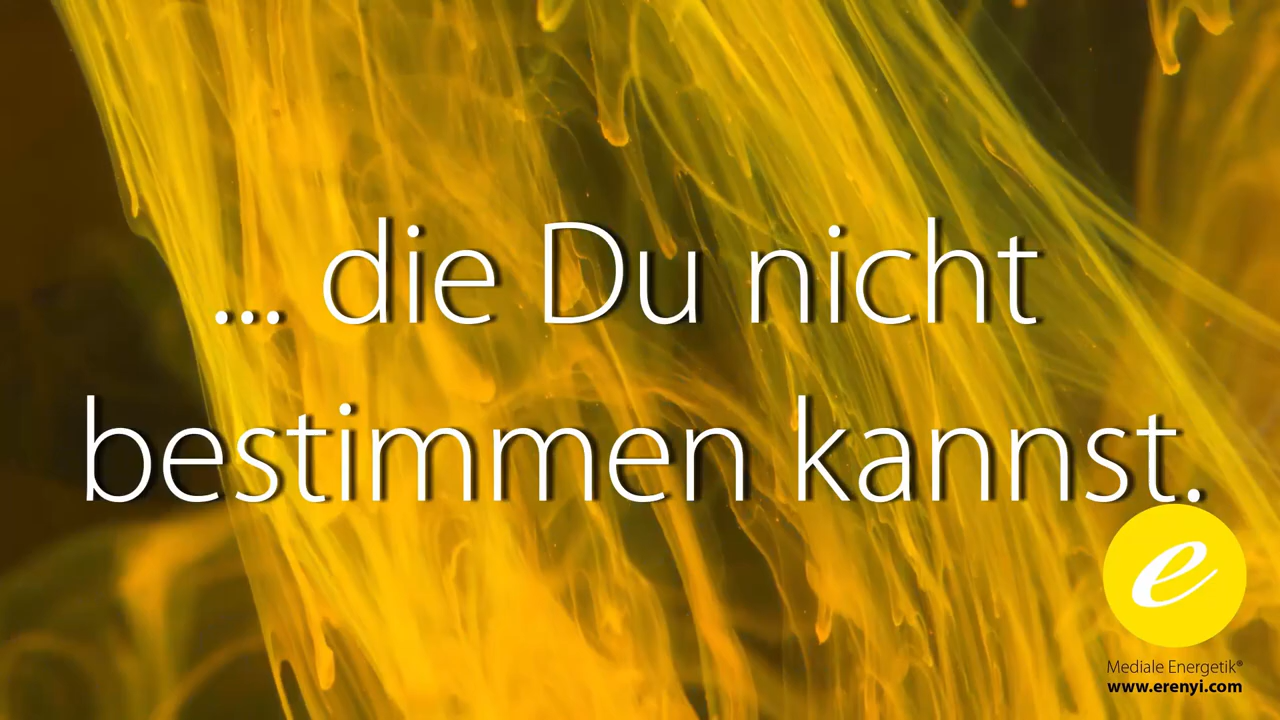 ... die Du nicht
bestimmen kannst.
e
Mediale Energetik®
www.erenyi.com